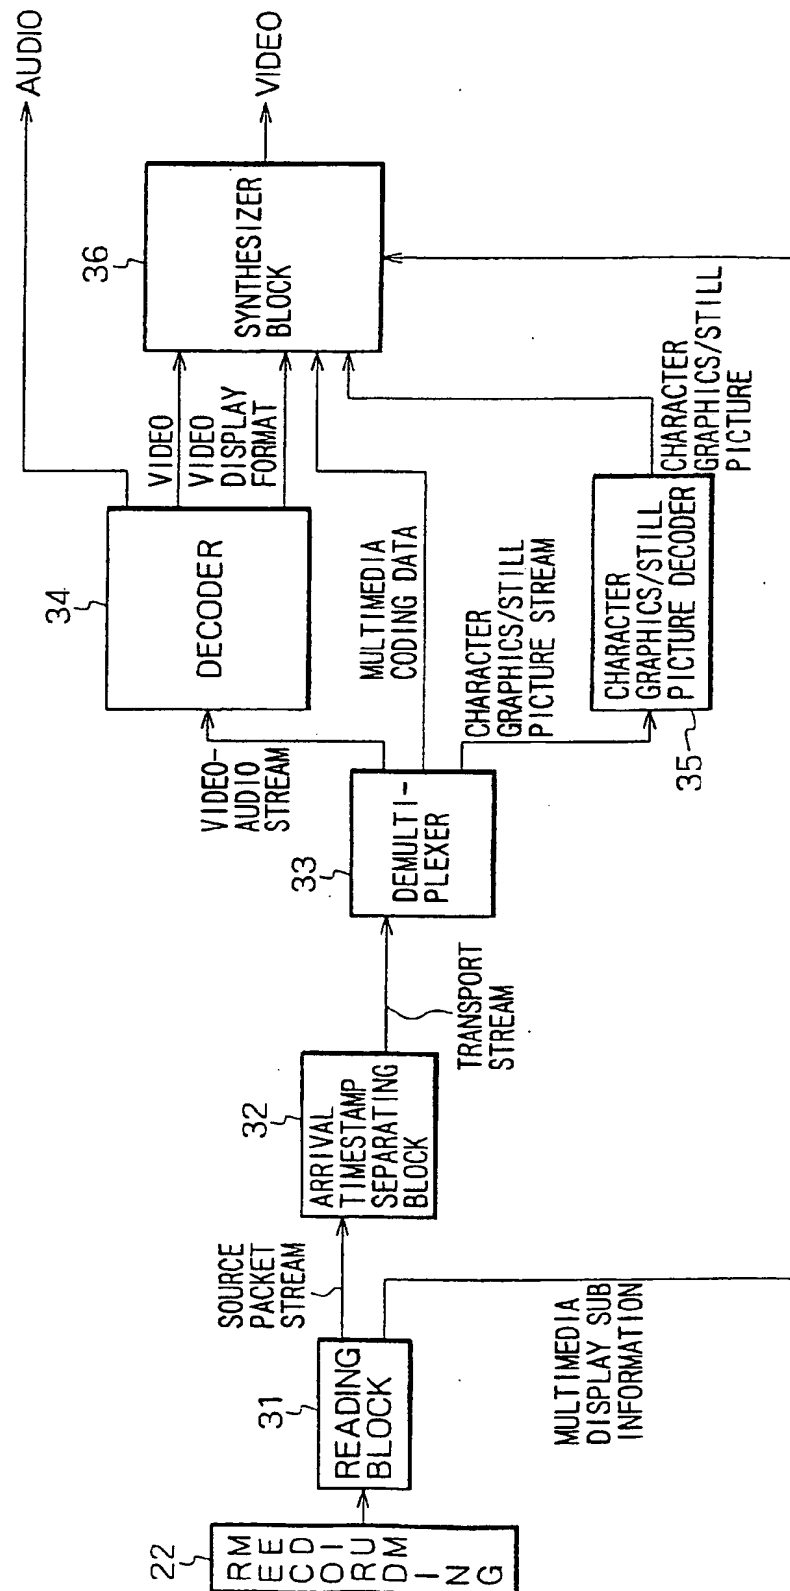 22
RECORDING
MEDIUM
31
READING
BLOCK
SOURCE
PACKET
STREAM
MULTIMEDIA
DISPLAY SUB
INFORMATION
32
ARRIVAL
TIMESTAMP
SEPARATING
BLOCK
TRANSPORT
STREAM
33
DEMULTI-
PLEXER
VIDEO-
AUDIO
STREAM
MULTIMEDIA
CODING DATA
CHARACTER
GRAPHICS/STILL
PICTURE STREAM
34
DECODER
35
CHARACTER
GRAPHICS/STILL
PICTURE DECODER
VIDEO
VIDEO
DISPLAY
FORMAT
CHARACTER
GRAPHICS/STILL
PICTURE
36
SYNTHESIZER
BLOCK
AUDIO
VIDEO